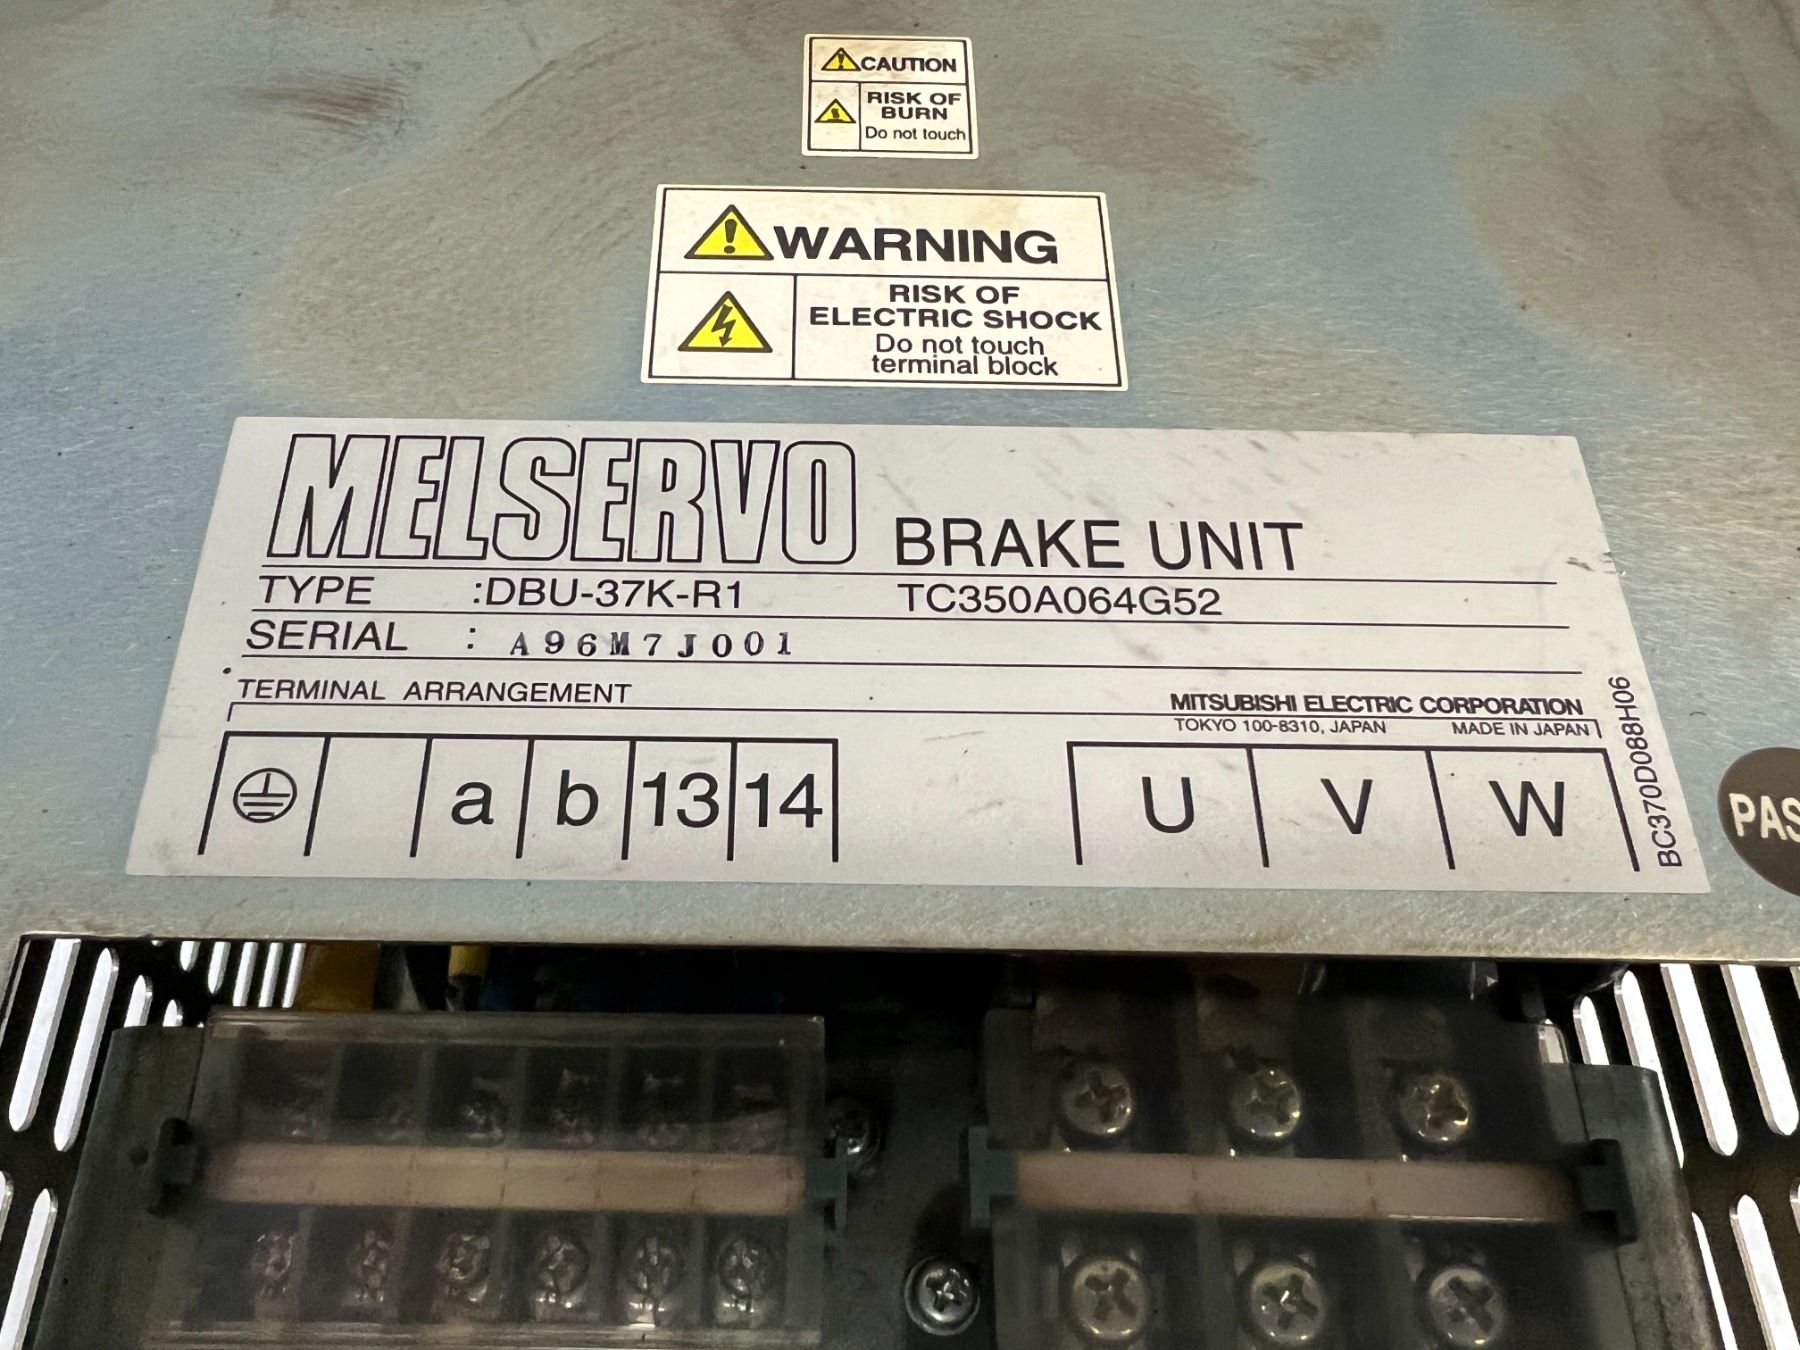 CAUTION
RISK OF
BURN
Do not touch
WARNING
RISK OF
ELECTRIC SHOCK
Do not touch
terminal block
MELSERVO BRAKE UNIT
TYPE :DBU-37K-R1 TC350A064G52
SERIAL : A96M7J001
TERMINAL ARRANGEMENT
MITSUBISHI ELECTRIC CORPORATION
TOKYO 100-8310, JAPAN MADE IN JAPAN
a b 13 14 U V W
BC370D088H06
PAS